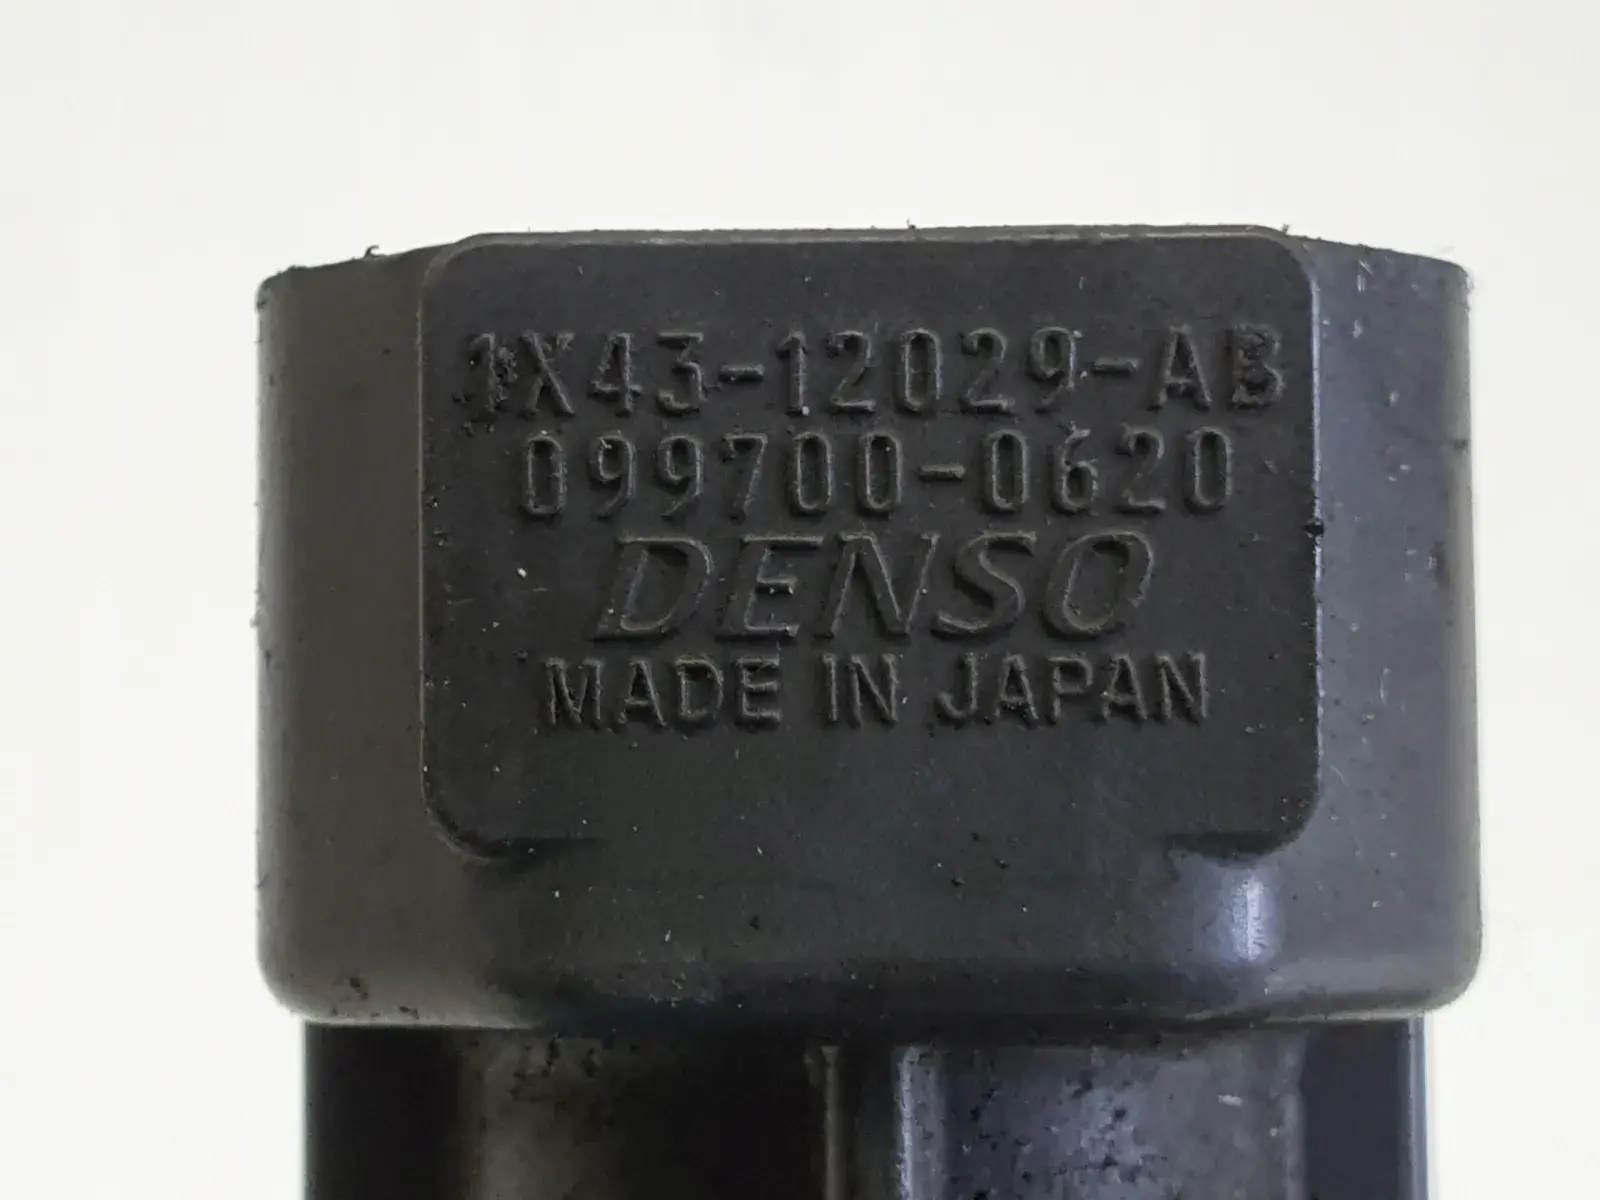 1X43-12029-AB
099700-0620
DENSO
MADE IN JAPAN